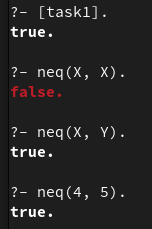 ?- [task1].
true.
?- neq(X, X).
false.
?- neq(X, Y).
true.
?- neq(4, 5).
true.